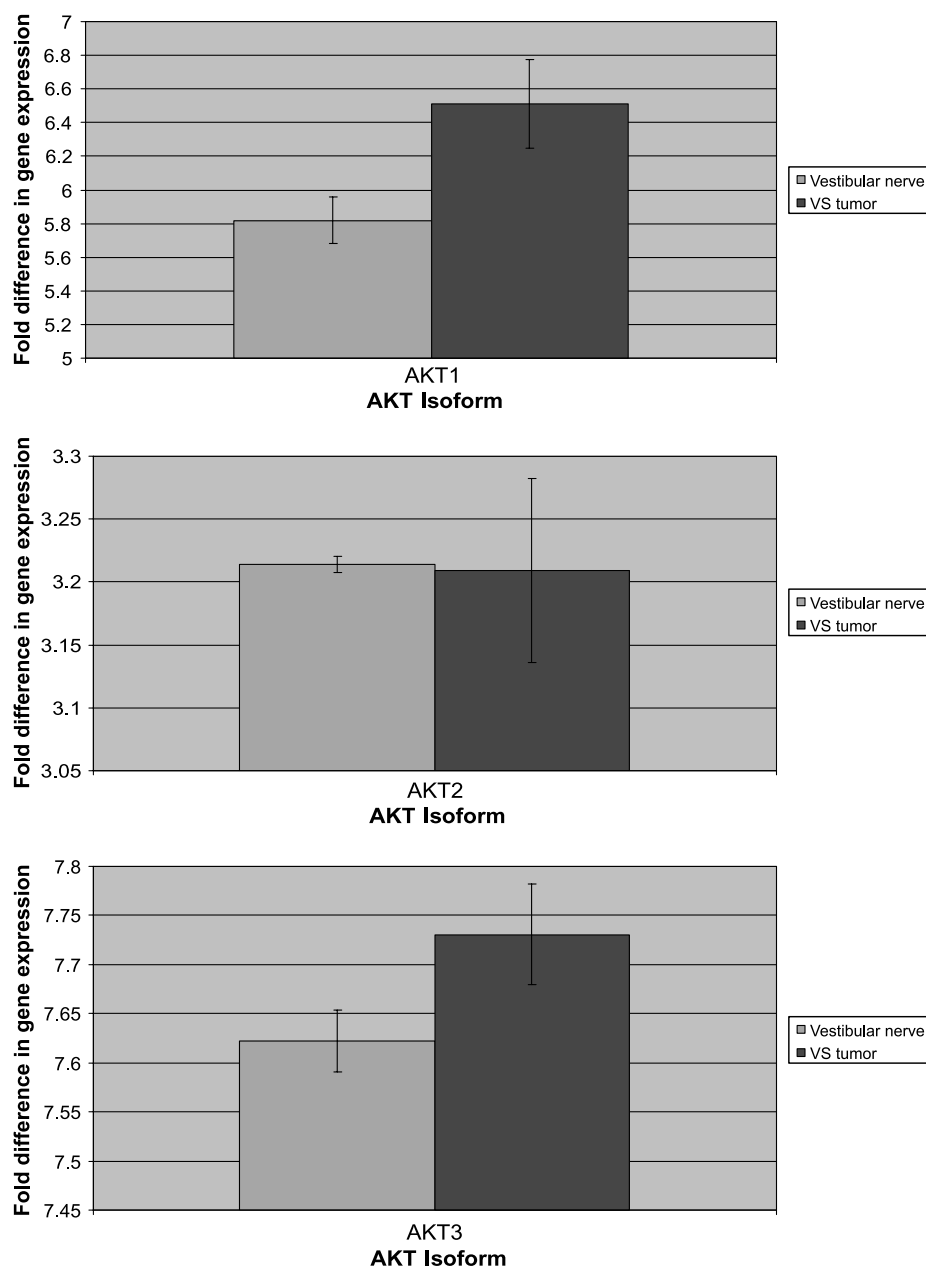 Fold difference in gene expression
7
6.8
6.6
6.4
6.2
6
5.8
5.6
5.4
5.2
5
AKT1
AKT Isoform
Vestibular nerve
VS tumor
Fold difference in gene expression
3.3
3.25
3.2
3.15
3.1
3.05
AKT2
AKT Isoform
Vestibular nerve
VS tumor
Fold difference in gene expression
7.8
7.75
7.7
7.65
7.6
7.55
7.5
7.45
AKT3
AKT Isoform
Vestibular nerve
VS tumor